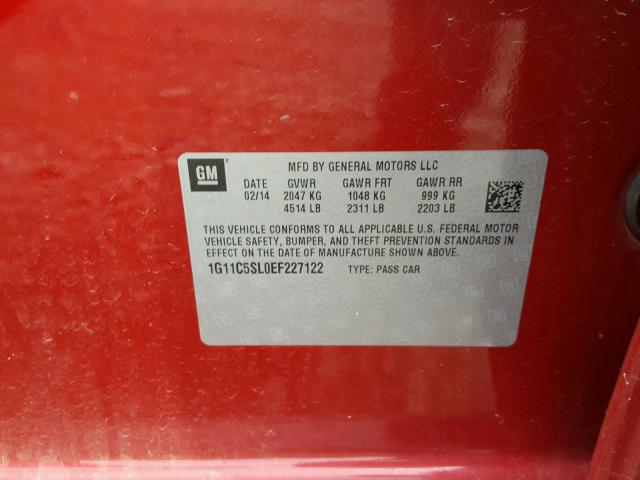 GM MFD BY GENERAL MOTORS LLC
DATE GVWR GAWR FRT GAWR RR
02/14 2047 KG 1048 KG 999 KG
4514 LB 2311 LB 2203 LB
THIS VEHICLE CONFORMS TO ALL APPLICABLE U.S. FEDERAL MOTOR
VEHICLE SAFETY, BUMPER, AND THEFT PREVENTION STANDARDS IN
EFFECT ON THE DATE OF MANUFACTURE SHOWN ABOVE.
1G11C5SL0EF227122 TYPE: PASS CAR